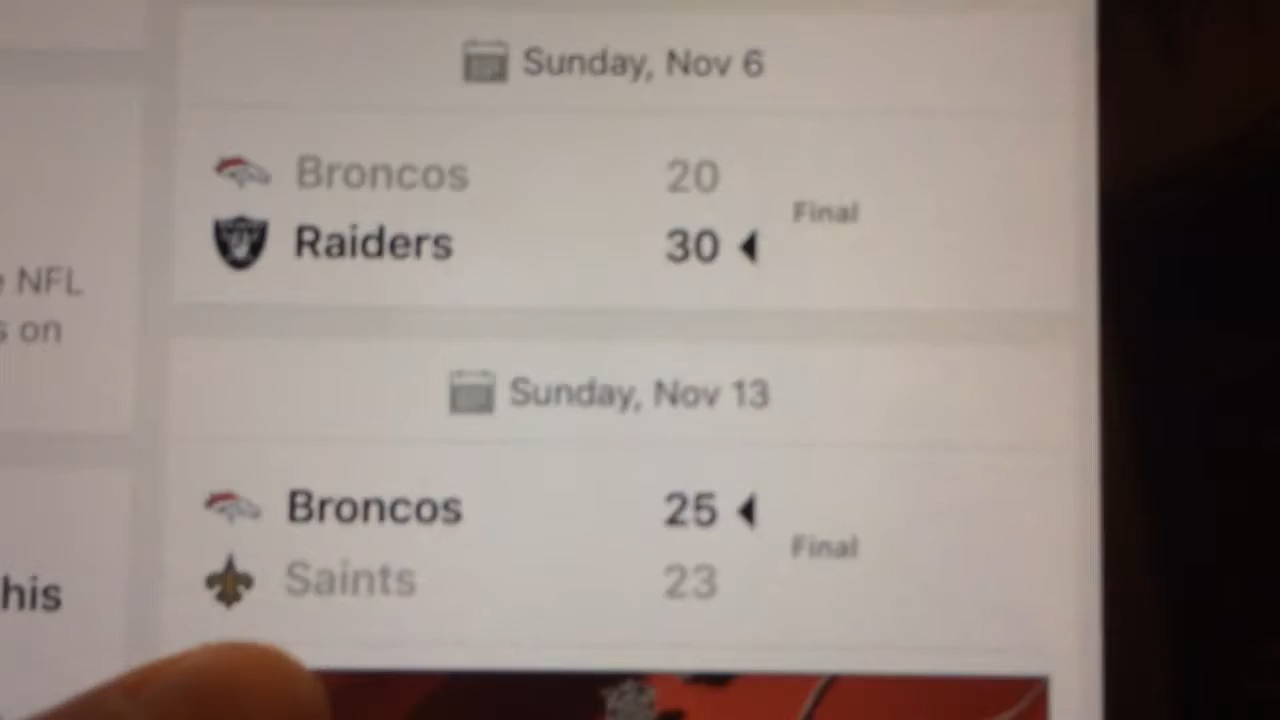 Sunday, Nov 6
Broncos 20
Final
Raiders 30
NFL
s on
Sunday, Nov 13
Broncos 25
Final
Saints 23
his